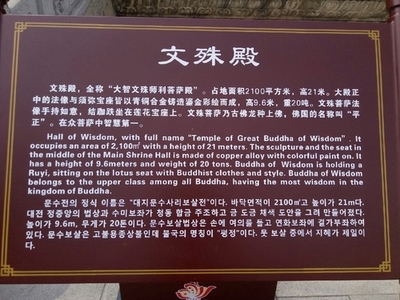 文殊殿
文殊殿，全称“大智文殊师利菩萨殿”。占地面积2100平方米，高21米。大殿正
中的法像与须弥宝座皆以青铜合金铸造鎏金彩绘而成，高9.6米，重20吨。文殊菩萨法
像手持如意，结跏趺坐在莲花宝座上。文殊菩萨乃古佛龙种上佛，佛国的名称叫“平
正”。在众菩萨中智慧第一。
Hall of Wisdom, with full name "Temple of Great Buddha of Wisdom". It
occupies an area of 2,100㎡ with a height of 21 meters. The sculpture and the seat in
the middle of the Main Shrine Hall is made of copper alloy with colorful paint on. It
has a height of 9.6meters and weight of 20 tons. Buddha of Wisdom is holding a
Ruyi, sitting on the lotus seat with Buddhist clothes and style. Buddha of Wisdom
belongs to the upper class among all Buddha, having the most wisdom in the
kingdom of Buddha.
문수전의 정식 이름은 "대지문수사리보살전"이다. 바닥면적이 2100㎡고 높이가 21m다.
대전 정중앙의 법상과 수미보좌가 청동 합금 주조하고 금 도금 채색 도안을 그려 만들어졌다.
높이가 9.6m, 무게가 20톤이다. 문수보살법상은 손에 여의를 들고 연화보좌에 결가부좌하여
있다. 문수보살은 고불용종상불인데 불국의 명칭이 "평정"이다. 뭇 보살 중에서 지혜가 제일이
다.